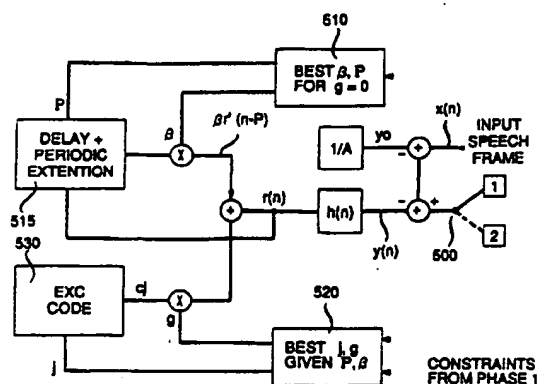 510
BEST β, P
FOR g = 0
P
β
βr' (n-P)
x(n)
INPUT
SPEECH
FRAME
DELAY +
PERIODIC
EXTENTION
X
1/A
yo
-
+
515
+
r(n)
h(n)
-
+
+
y(n)
500
1
2
530
EXC
CODE
cj
X
g
520
j
BEST j, g
GIVEN P, β
CONSTRAINTS
FROM PHASE 1